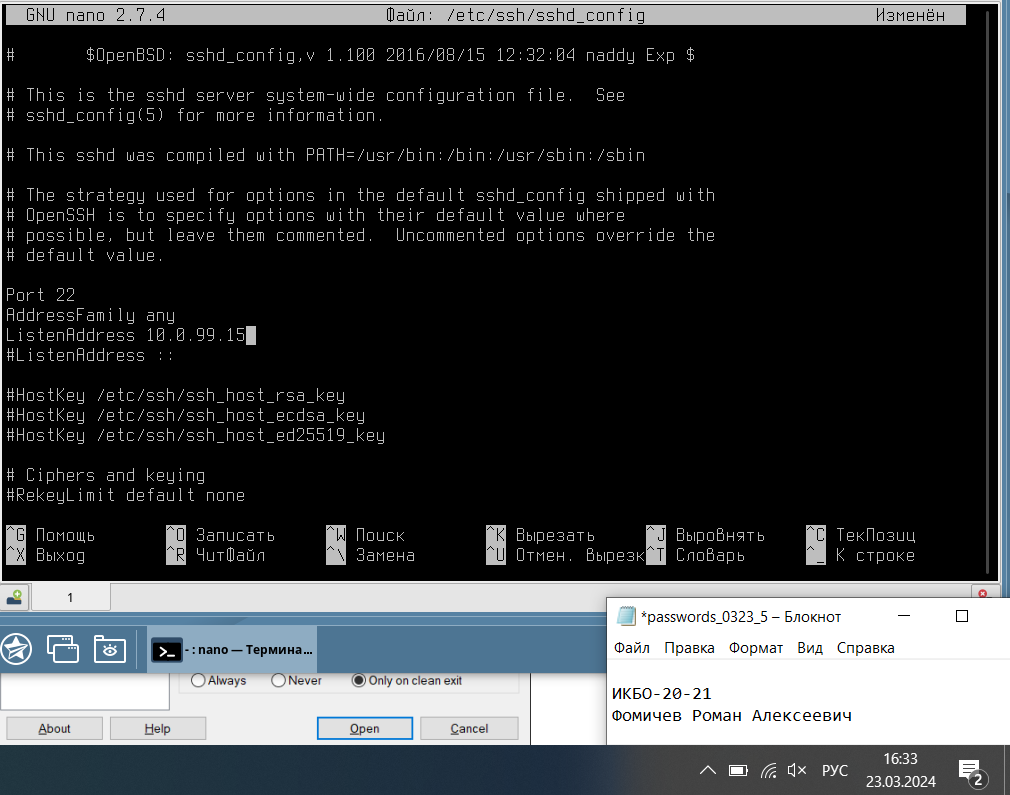 GNU nano 2.7.4 Файл: /etc/ssh/sshd_config Изменён
# $OpenBSD: sshd_config,v 1.100 2016/08/15 12:32:04 naddy Exp $
# This is the sshd server system-wide configuration file. See
# sshd_config(5) for more information.
# This sshd was compiled with PATH=/usr/bin:/bin:/usr/sbin:/sbin
# The strategy used for options in the default sshd_config shipped with
# OpenSSH is to specify options with their default value where
# possible, but leave them commented. Uncommented options override the
# default value.
Port 22
AddressFamily any
ListenAddress 10.0.99.15
#ListenAddress ::
#HostKey /etc/ssh/ssh_host_rsa_key
#HostKey /etc/ssh/ssh_host_ecdsa_key
#HostKey /etc/ssh/ssh_host_ed25519_key
# Ciphers and keying
#RekeyLimit default none
^G Помощь ^O Записать ^W Поиск ^K Вырезать ^J Выровнять ^C ТекПозиц
^X Выход ^R ЧитФайл ^\ Замена ^U Отмен. Вырезк ^T Словарь ^_ К строке
1
*passwords_0323_5 – Блокнот
Файл Правка Формат Вид Справка
ИКБО-20-21
Фомичев Роман Алексеевич
- : nano — Термина...
Always Never Only on clean exit
About Help Open Cancel
РУС
16:33
23.03.2024
2